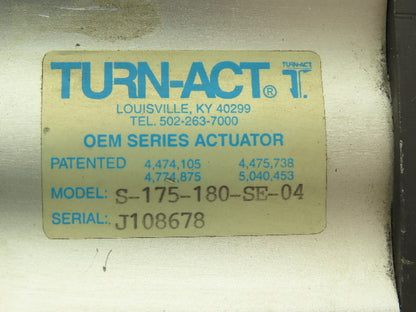 TURN-ACT® TURN-ACT T.
LOUISVILLE, KY 40299
TEL. 502-263-7000
OEM SERIES ACTUATOR
PATENTED 4,474,105 4,475,738
4,774,875 5,040,453
MODEL: S-175-180-SE-04
SERIAL: J108678